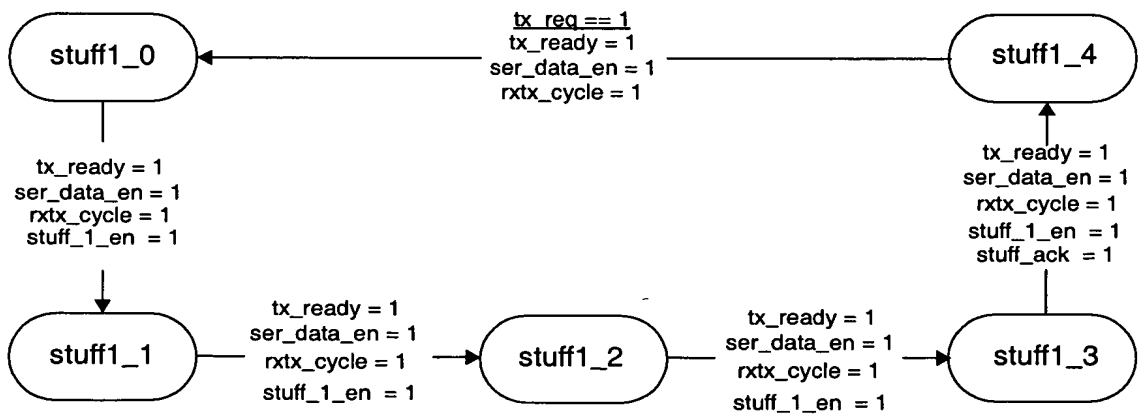 stuff1_0
tx_req == 1
tx_ready = 1
ser_data_en = 1
rxtx_cycle = 1
stuff1_4
tx_ready = 1
ser_data_en = 1
rxtx_cycle = 1
stuff_1_en = 1
tx_ready = 1
ser_data_en = 1
rxtx_cycle = 1
stuff_1_en = 1
stuff_ack = 1
stuff1_1
tx_ready = 1
ser_data_en = 1
rxtx_cycle = 1
stuff_1_en = 1
stuff1_2
tx_ready = 1
ser_data_en = 1
rxtx_cycle = 1
stuff_1_en = 1
stuff1_3